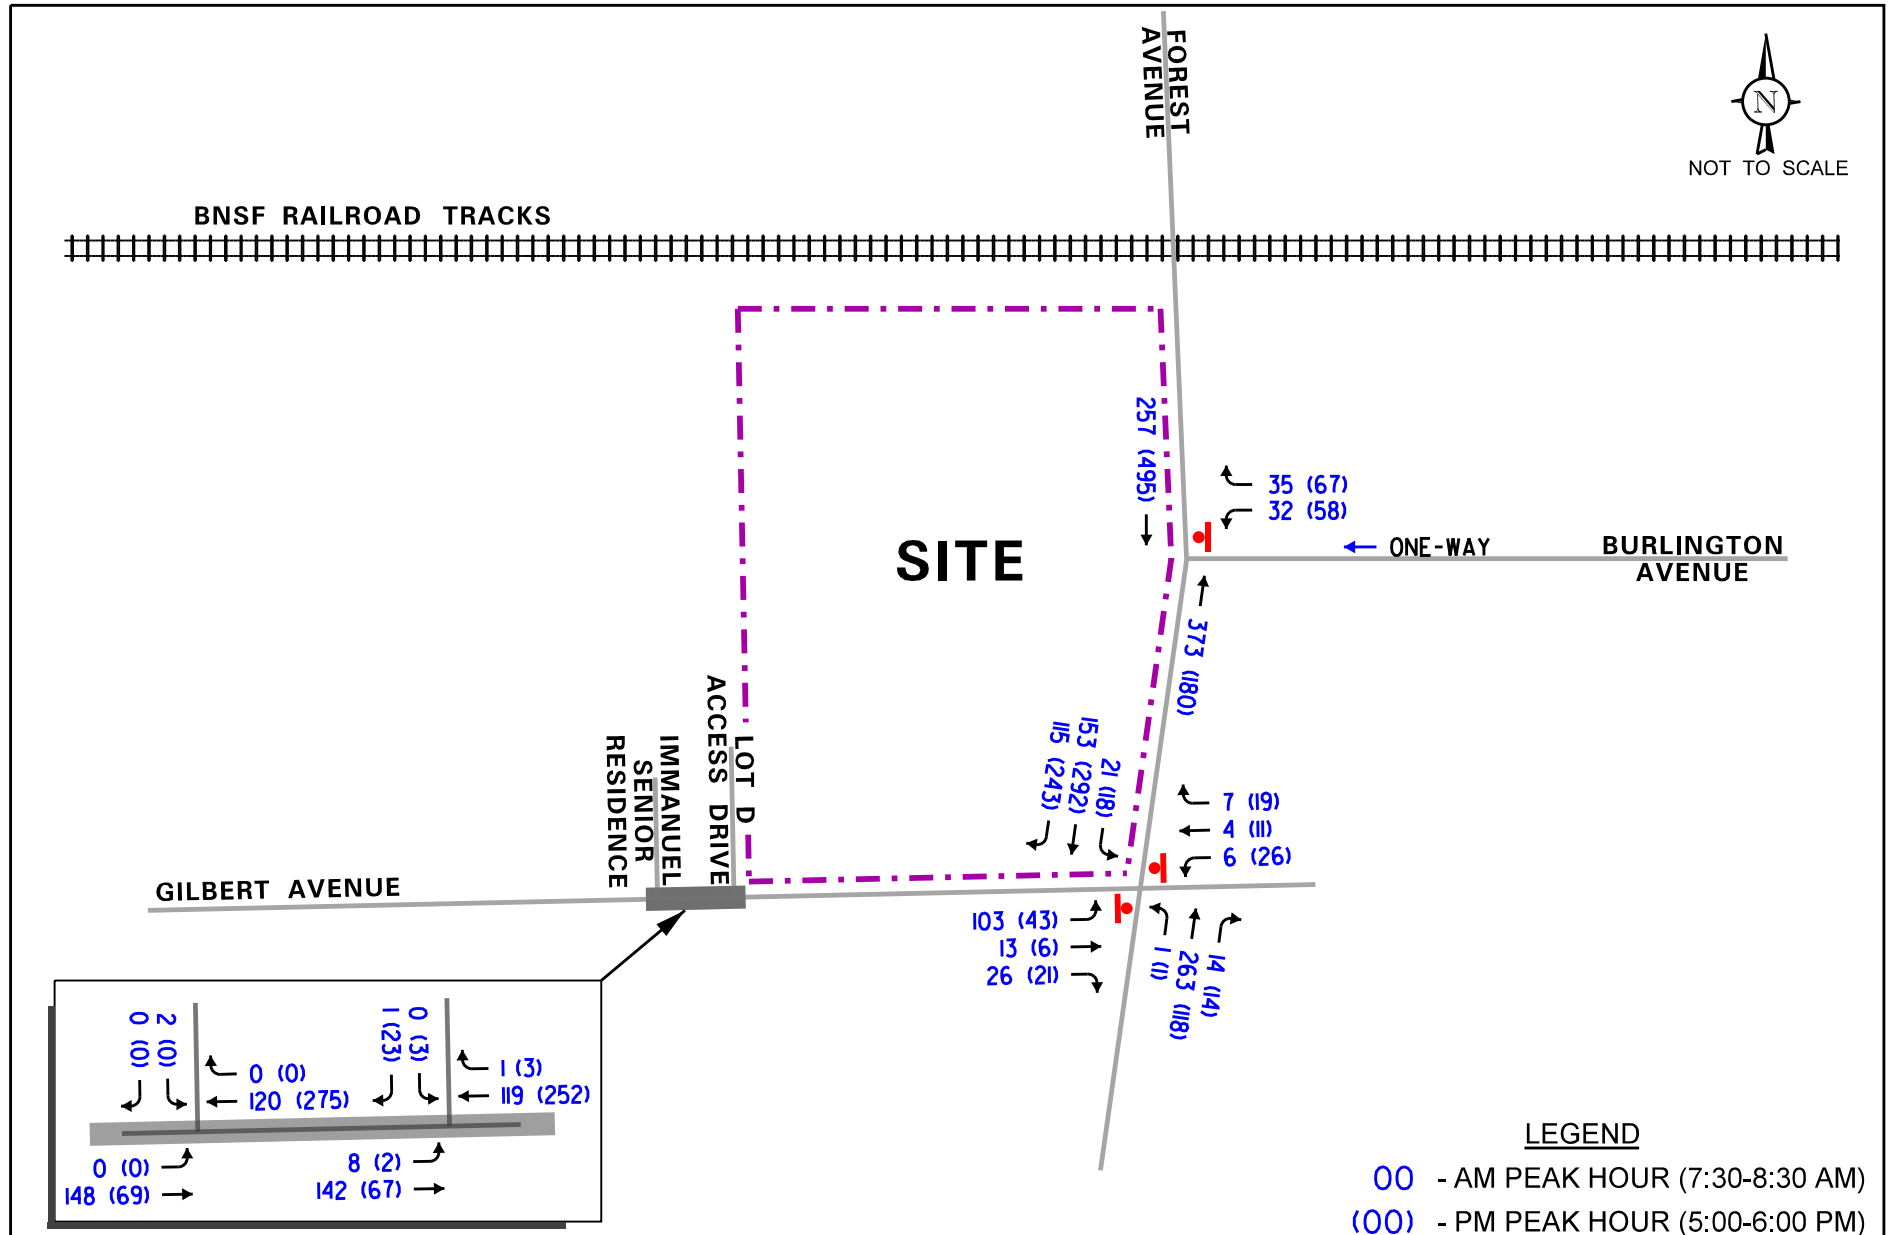 FOREST
AVENUE
N
NOT TO SCALE
BNSF RAILROAD TRACKS
257 (495)
35 (67)
32 (58)
SITE
ONE-WAY
BURLINGTON
AVENUE
373 (180)
LOT D
ACCESS DRIVE
IMMANUEL
SENIOR
RESIDENCE
21 (18)
153 (292)
115 (243)
7 (19)
4 (11)
6 (26)
GILBERT AVENUE
103 (43)
13 (6)
26 (21)
1 (1)
263 (118)
14 (14)
2 (0)
0 (0)
0 (3)
1 (23)
0 (0)
120 (275)
1 (3)
119 (252)
0 (0)
148 (69)
8 (2)
142 (67)
LEGEND
00 - AM PEAK HOUR (7:30-8:30 AM)
(00) - PM PEAK HOUR (5:00-6:00 PM)